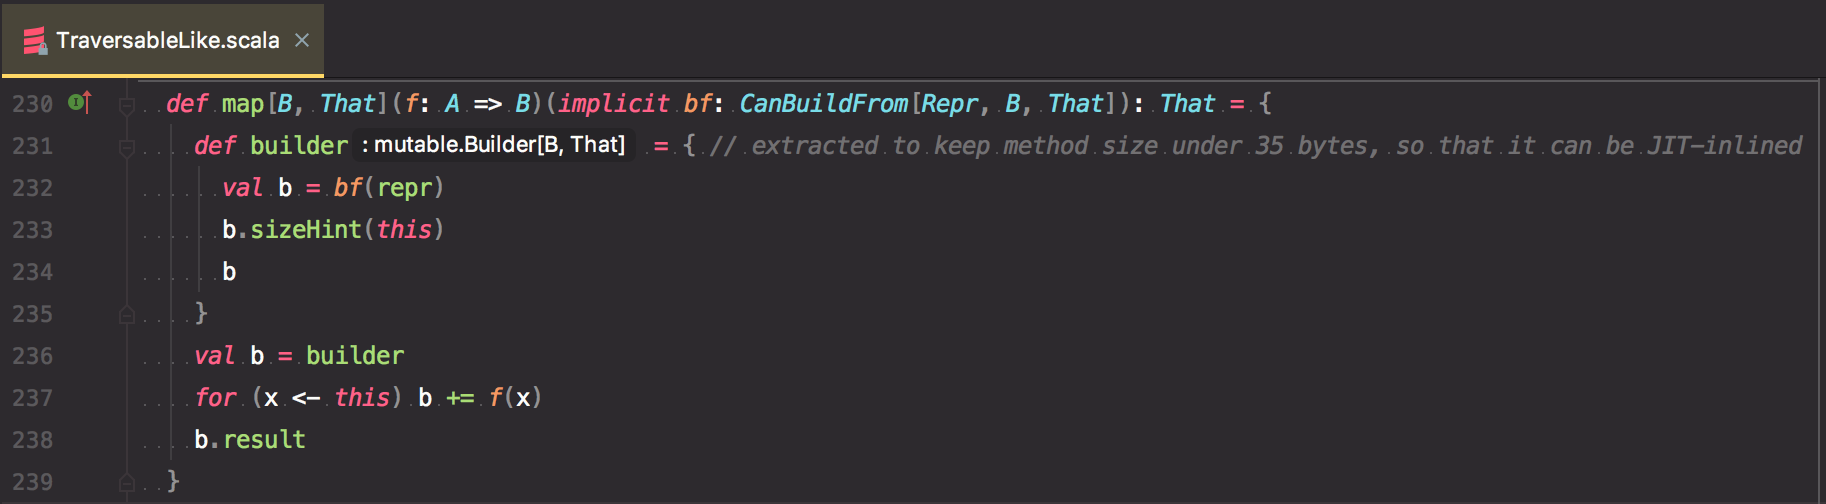 TraversableLike.scala ×
230 def map[B, That](f: A => B)(implicit bf: CanBuildFrom[Repr, B, That]): That = {
231 def builder : mutable.Builder[B, That] = { // extracted to keep method size under 35 bytes, so that it can be JIT-inlined
232 val b = bf(repr)
233 b.sizeHint(this)
234 b
235 }
236 val b = builder
237 for (x <- this) b += f(x)
238 b.result
239 }